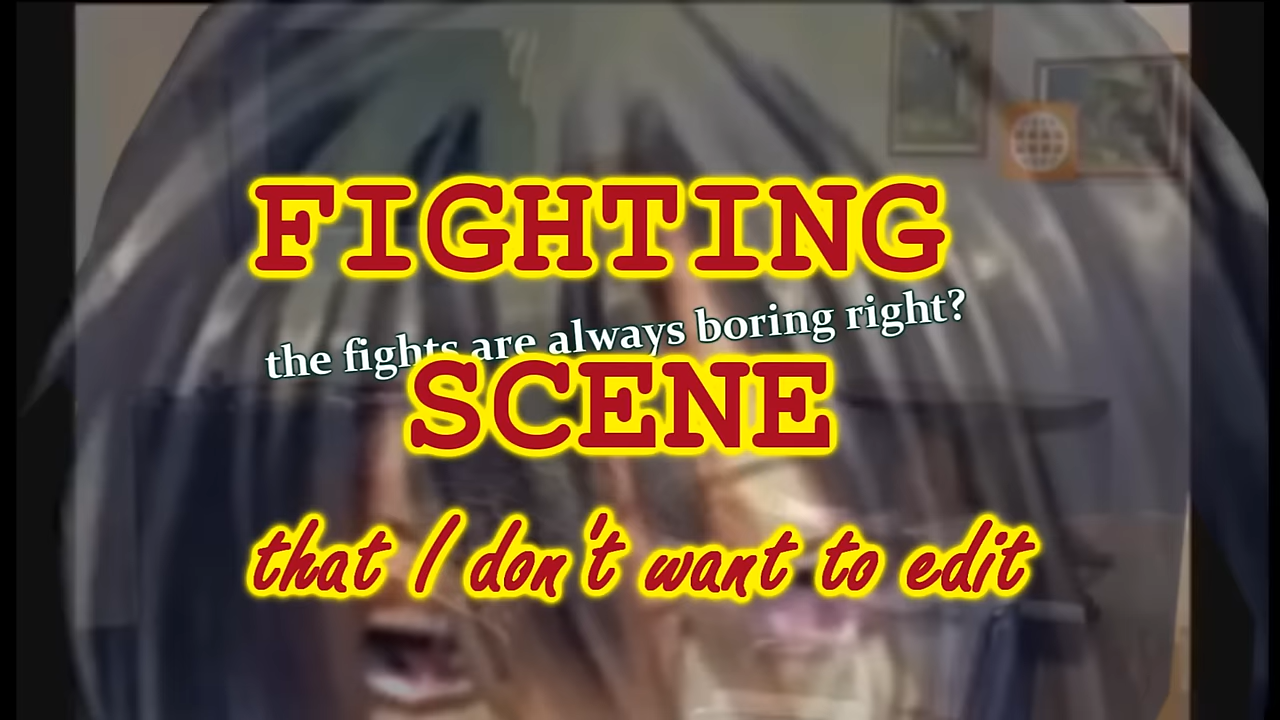 FIGHTING
the fights are always boring right?
SCENE
that I don't want to edit